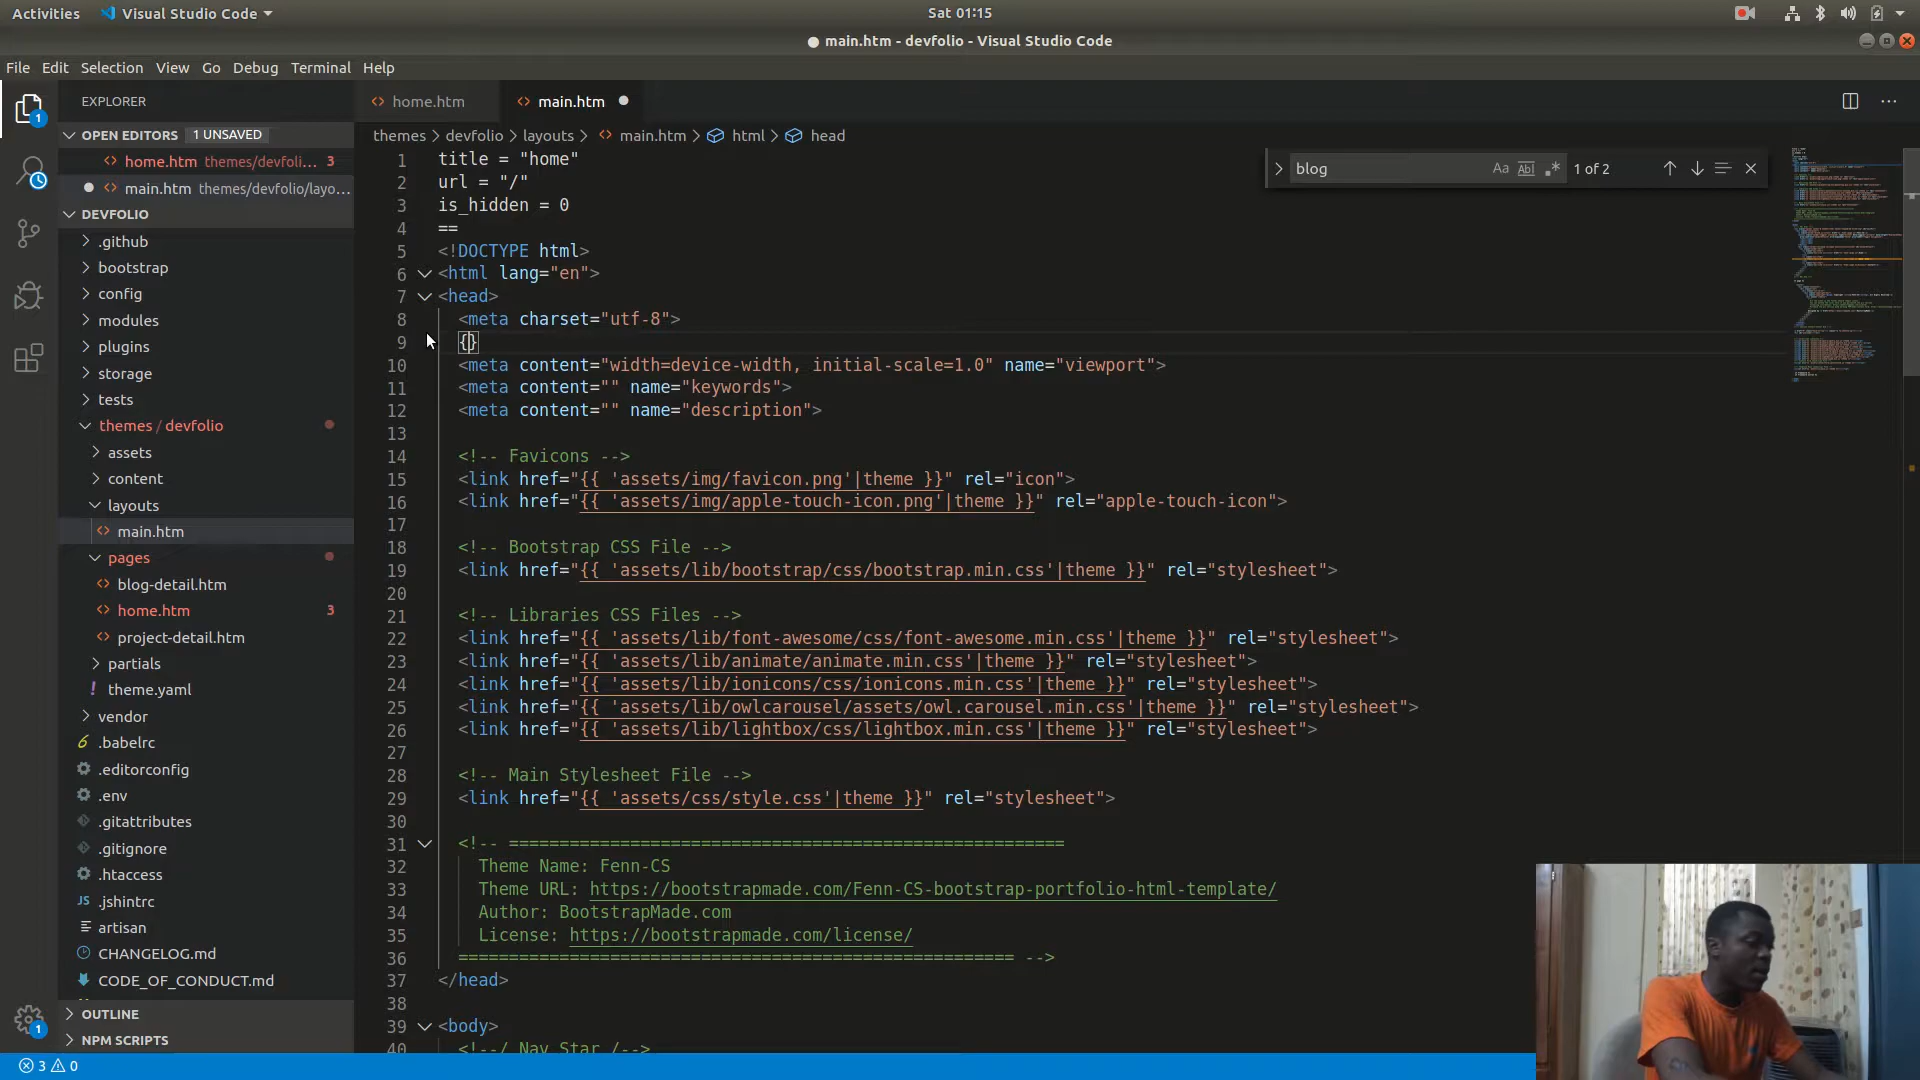 Activities
Visual Studio Code
Sat 01:15
● main.htm - devfolio - Visual Studio Code
File Edit Selection View Go Debug Terminal Help
EXPLORER
OPEN EDITORS 1 UNSAVED
home.htm themes/devfoli... 3
main.htm themes/devfolio/layo...
DEVFOLIO
.github
bootstrap
config
modules
plugins
storage
tests
themes / devfolio
assets
content
layouts
main.htm
pages
blog-detail.htm
home.htm 3
project-detail.htm
partials
theme.yaml
vendor
.babelrc
.editorconfig
.env
.gitattributes
.gitignore
.htaccess
JS .jshintrc
artisan
CHANGELOG.md
CODE_OF_CONDUCT.md
OUTLINE
NPM SCRIPTS
1
1
3 0
home.htm
main.htm ●
themes > devfolio > layouts > main.htm > html > head
blog
Aa Abl .* 1 of 2
1 title = "home"
2 url = "/"
3 is_hidden = 0
4 ==
5 <!DOCTYPE html>
6 <html lang="en">
7 <head>
8 <meta charset="utf-8">
9 {}
10 <meta content="width=device-width, initial-scale=1.0" name="viewport">
11 <meta content="" name="keywords">
12 <meta content="" name="description">
13
14 <!-- Favicons -->
15 <link href="{{ 'assets/img/favicon.png'|theme }}" rel="icon">
16 <link href="{{ 'assets/img/apple-touch-icon.png'|theme }}" rel="apple-touch-icon">
17
18 <!-- Bootstrap CSS File -->
19 <link href="{{ 'assets/lib/bootstrap/css/bootstrap.min.css'|theme }}" rel="stylesheet">
20
21 <!-- Libraries CSS Files -->
22 <link href="{{ 'assets/lib/font-awesome/css/font-awesome.min.css'|theme }}" rel="stylesheet">
23 <link href="{{ 'assets/lib/animate/animate.min.css'|theme }}" rel="stylesheet">
24 <link href="{{ 'assets/lib/ionicons/css/ionicons.min.css'|theme }}" rel="stylesheet">
25 <link href="{{ 'assets/lib/owlcarousel/assets/owl.carousel.min.css'|theme }}" rel="stylesheet">
26 <link href="{{ 'assets/lib/lightbox/css/lightbox.min.css'|theme }}" rel="stylesheet">
27
28 <!-- Main Stylesheet File -->
29 <link href="{{ 'assets/css/style.css'|theme }}" rel="stylesheet">
30
31 <!-- =======================================================
32 Theme Name: Fenn-CS
33 Theme URL: https://bootstrapmade.com/Fenn-CS-bootstrap-portfolio-html-template/
34 Author: BootstrapMade.com
35 License: https://bootstrapmade.com/license/
36 ======================================================= -->
37 </head>
38
39 <body>
40 <!--/ Nav Star /-->